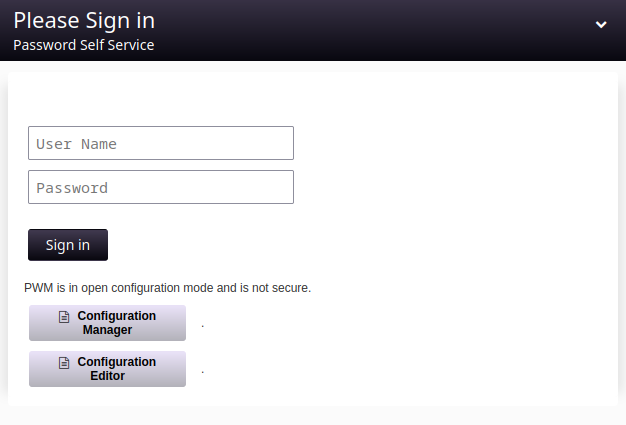 Please Sign in
Password Self Service
User Name
Password
Sign in
PWM is in open configuration mode and is not secure.
Configuration
Manager
.
Configuration
Editor
.